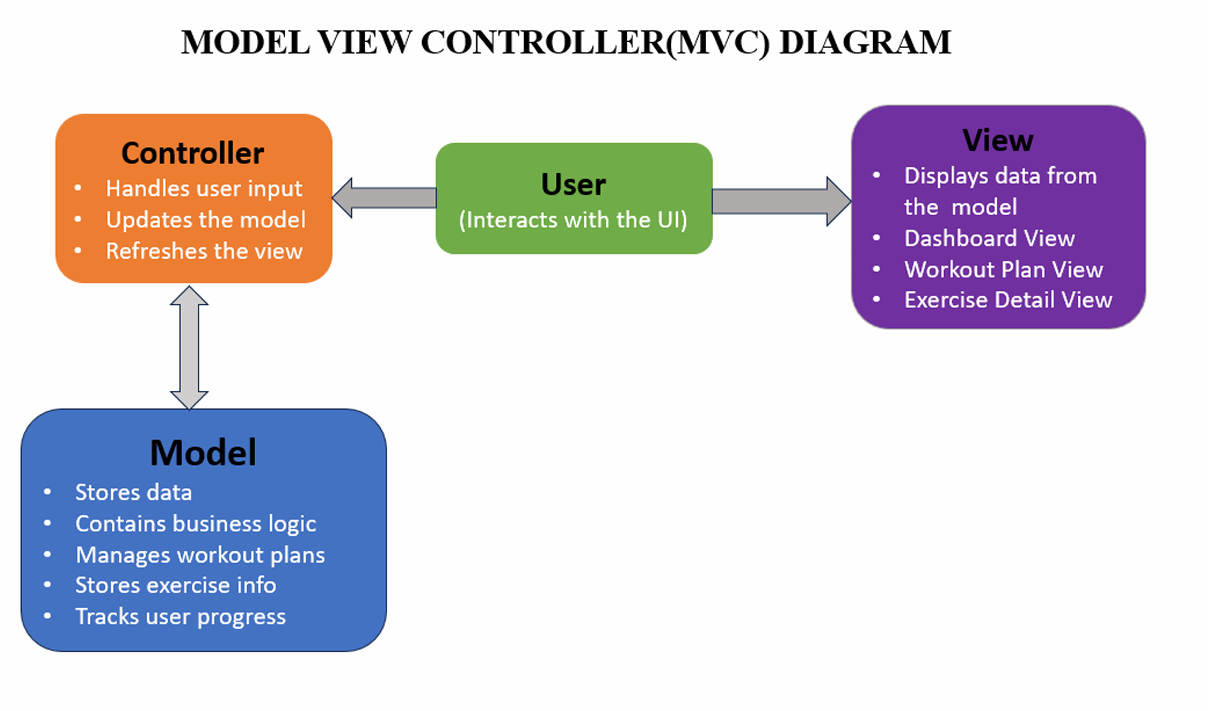 MODEL VIEW CONTROLLER(MVC) DIAGRAM
Controller
• Handles user input
• Updates the model
• Refreshes the view
User
(Interacts with the UI)
View
• Displays data from
the model
• Dashboard View
• Workout Plan View
• Exercise Detail View
Model
• Stores data
• Contains business logic
• Manages workout plans
• Stores exercise info
• Tracks user progress